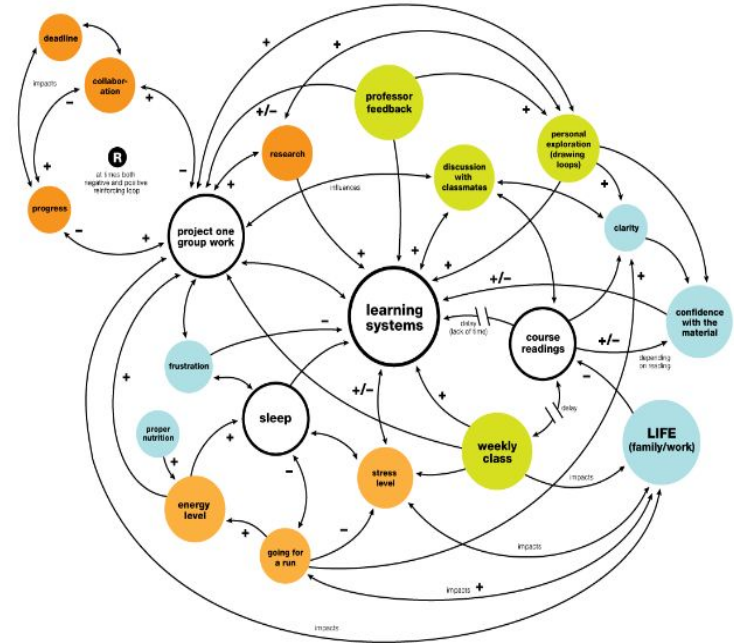 deadline
impacts
collabor-
ation
−
+
+
−
R
at times both
negative and positive
reinforcing loop
progress
−
+
project one
group work
+
+
+
+/−
research
professor
feedback
+
personal
exploration
(drawing
loops)
+
discussion
with
classmates
influences
clarity
+
+
+
+
learning
systems
+/−
confidence
with the
material
delay
(lack of time)
course
readings
+/−
depending
on reading
−
−
frustration
+
sleep
+/−
+
delay
proper
nutrition
+
+
energy
level
−
stress
level
weekly
class
impacts
LIFE
(family/work)
+
going for
a run
−
impacts
impacts
+
impacts